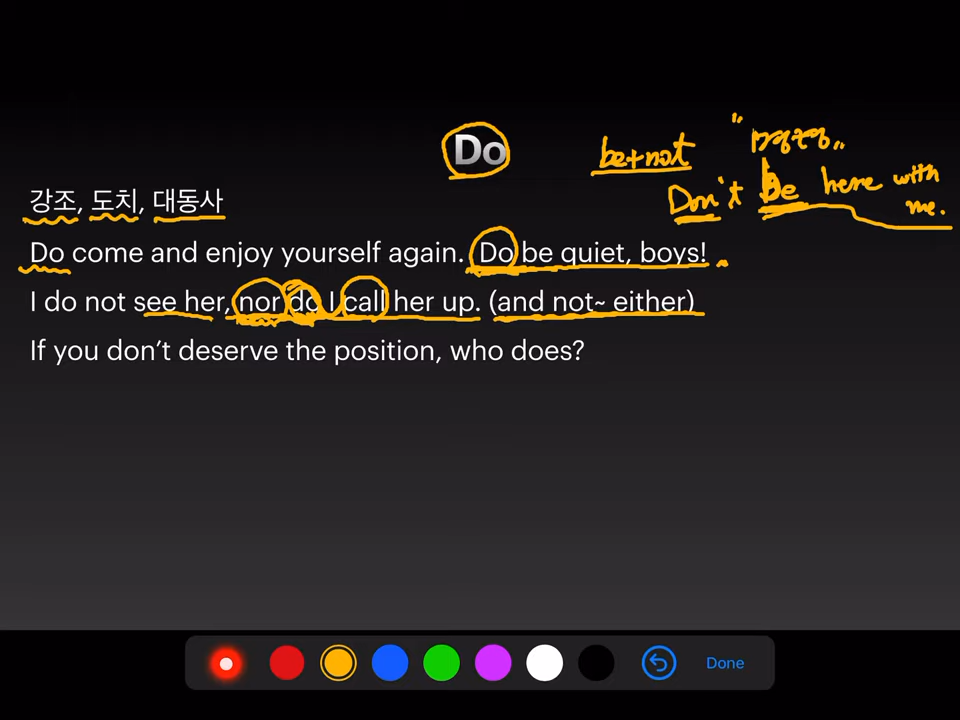 Do
be+not
"명령"
Don't be here with me.
강조, 도치, 대동사
Do come and enjoy yourself again. Do be quiet, boys!
I do not see her, nor do I call her up. (and not~ either)
If you don't deserve the position, who does?
Done